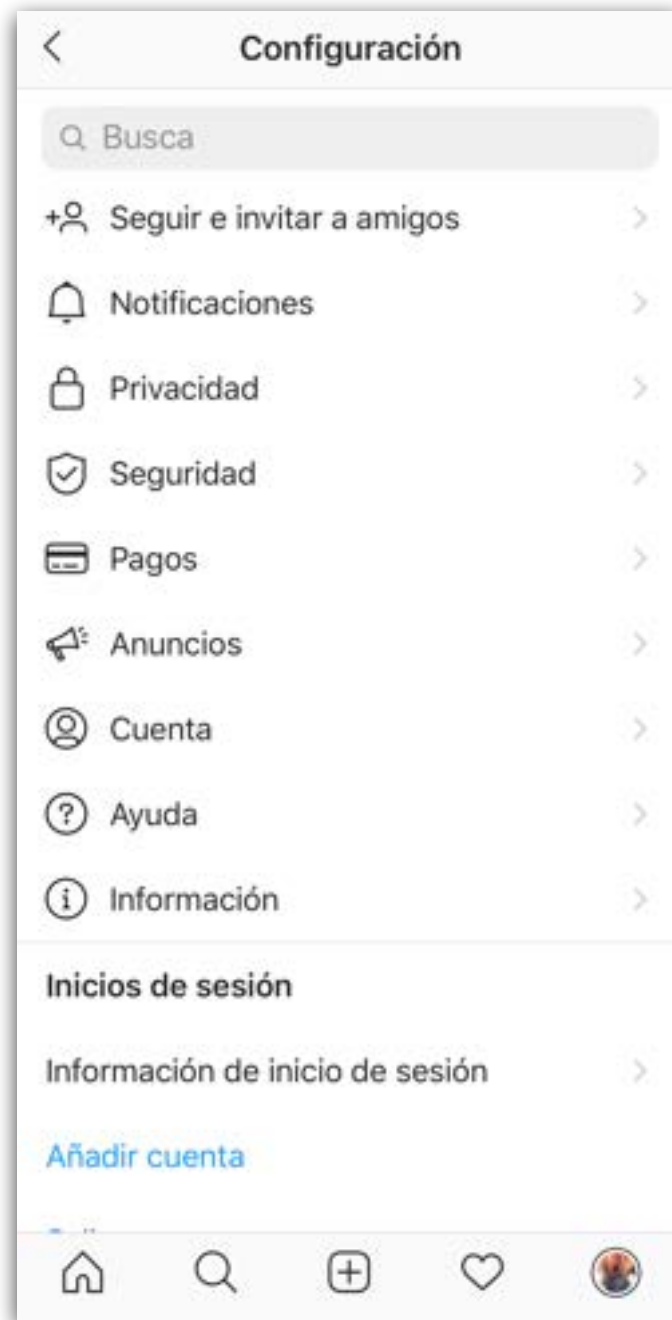 Configuración
Busca
Seguir e invitar a amigos
Notificaciones
Privacidad
Seguridad
Pagos
Anuncios
Cuenta
Ayuda
Información
Inicios de sesión
Información de inicio de sesión
Añadir cuenta